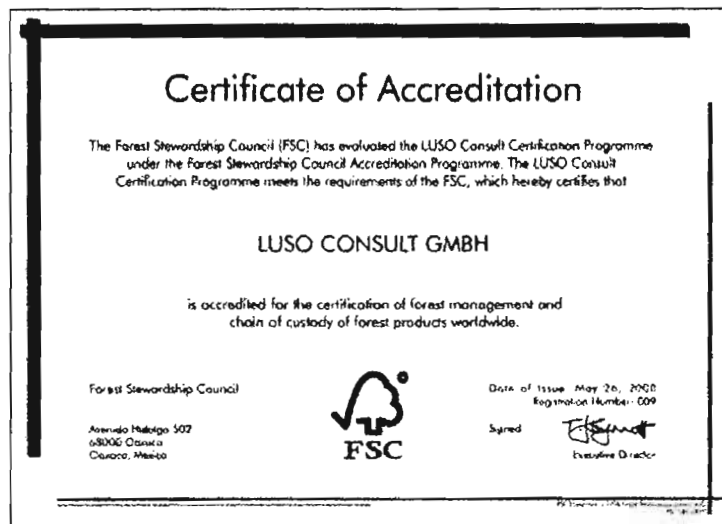 Certificate of Accreditation
The Forest Stewardship Council (FSC) has evaluated the LUSO Consult Certification Programme
under the Forest Stewardship Council Accreditation Programme. The LUSO Consult
Certification Programme meets the requirements of the FSC, which hereby certifies that
LUSO CONSULT GMBH
is accredited for the certification of forest management and
chain of custody of forest products worldwide.
Forest Stewardship Council
Avenida Hidalgo 502
68000 Oaxaca
Oaxaca, Mexico
FSC
Date of Issue: May 26, 2000
Registration Number: 009
Signed
Executive Director